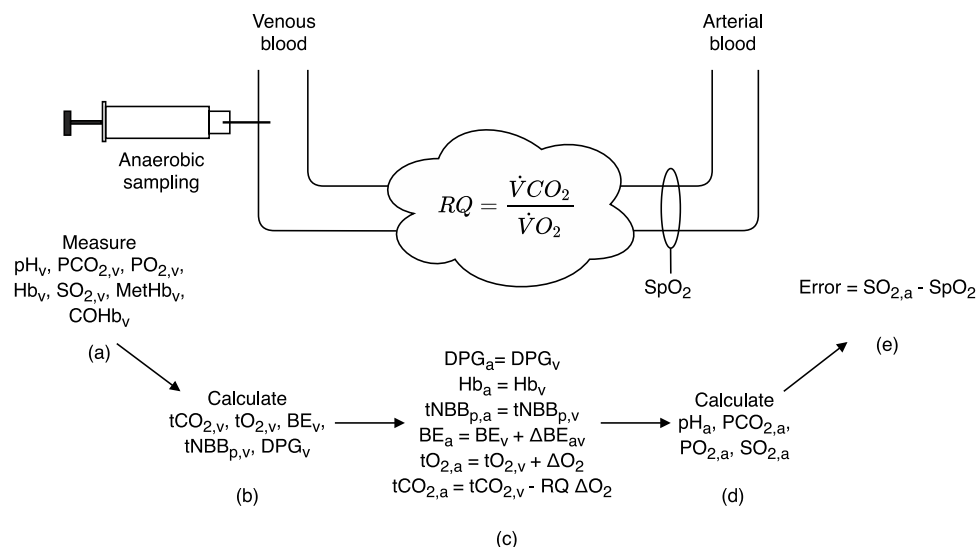 Venous
blood
Arterial
blood
Anaerobic
sampling
RQ = V̇CO₂ / V̇O₂
SpO₂
Measure
pHᵥ, PCO₂,ᵥ, PO₂,ᵥ,
Hbᵥ, SO₂,ᵥ, MetHbᵥ,
COHbᵥ
(a)
Calculate
tCO₂,ᵥ, tO₂,ᵥ, BEᵥ,
tNBBₚ,ᵥ, DPGᵥ
(b)
DPGₐ= DPGᵥ
Hbₐ = Hbᵥ
tNBBₚ,ₐ = tNBBₚ,ᵥ
BEₐ = BEᵥ + ΔBEₐᵥ
tO₂,ₐ = tO₂,ᵥ + ΔO₂
tCO₂,ₐ = tCO₂,ᵥ - RQ ΔO₂
(c)
Calculate
pHₐ, PCO₂,ₐ,
PO₂,ₐ, SO₂,ₐ
(d)
Error = SO₂,ₐ - SpO₂
(e)